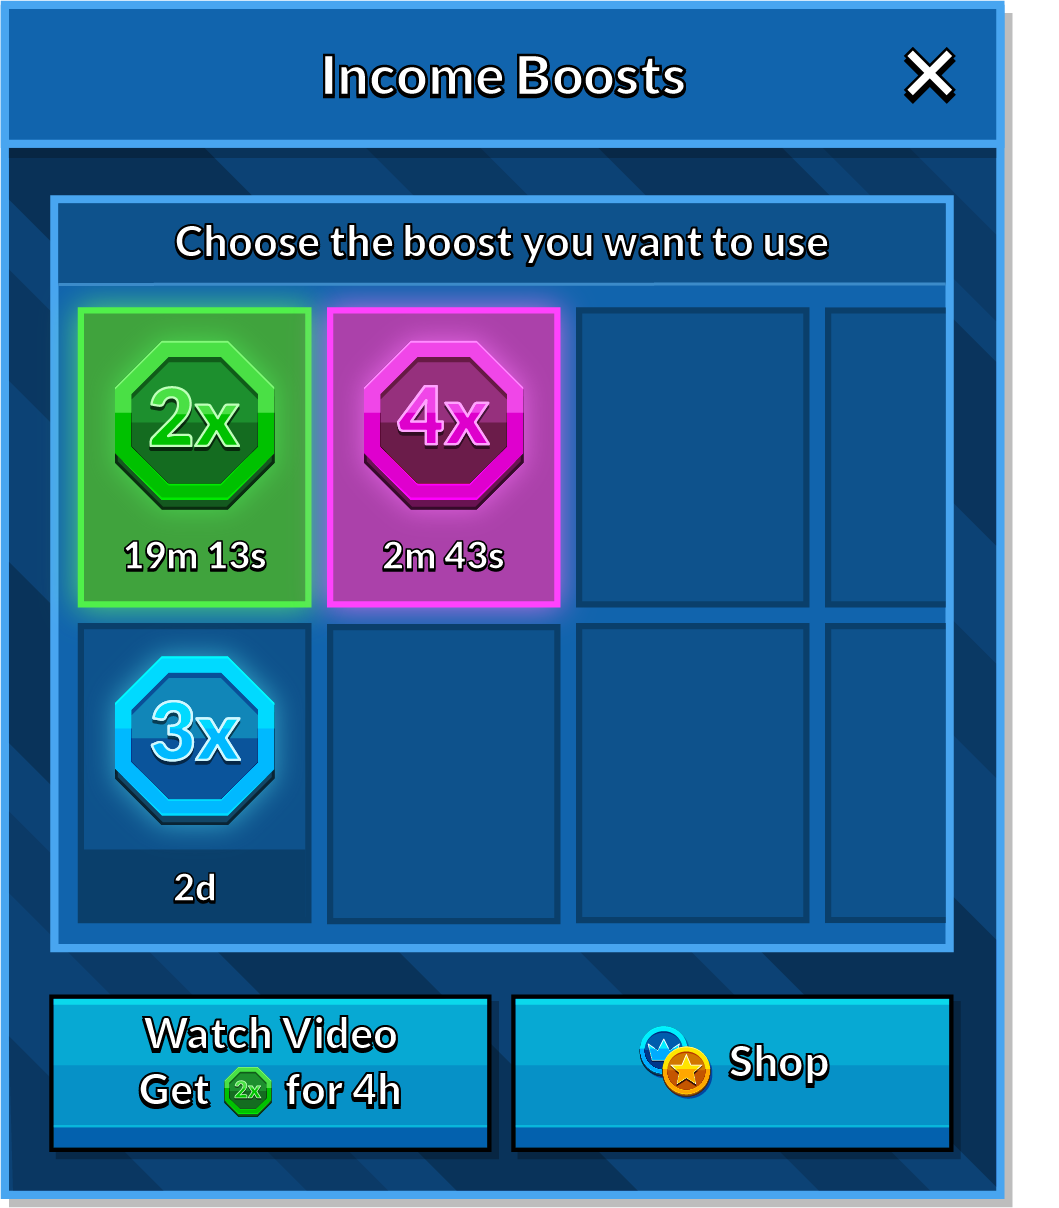 Income Boosts
Choose the boost you want to use
2x
4x
19m 13s
2m 43s
3x
2d
Watch Video
Get 2x for 4h
Shop